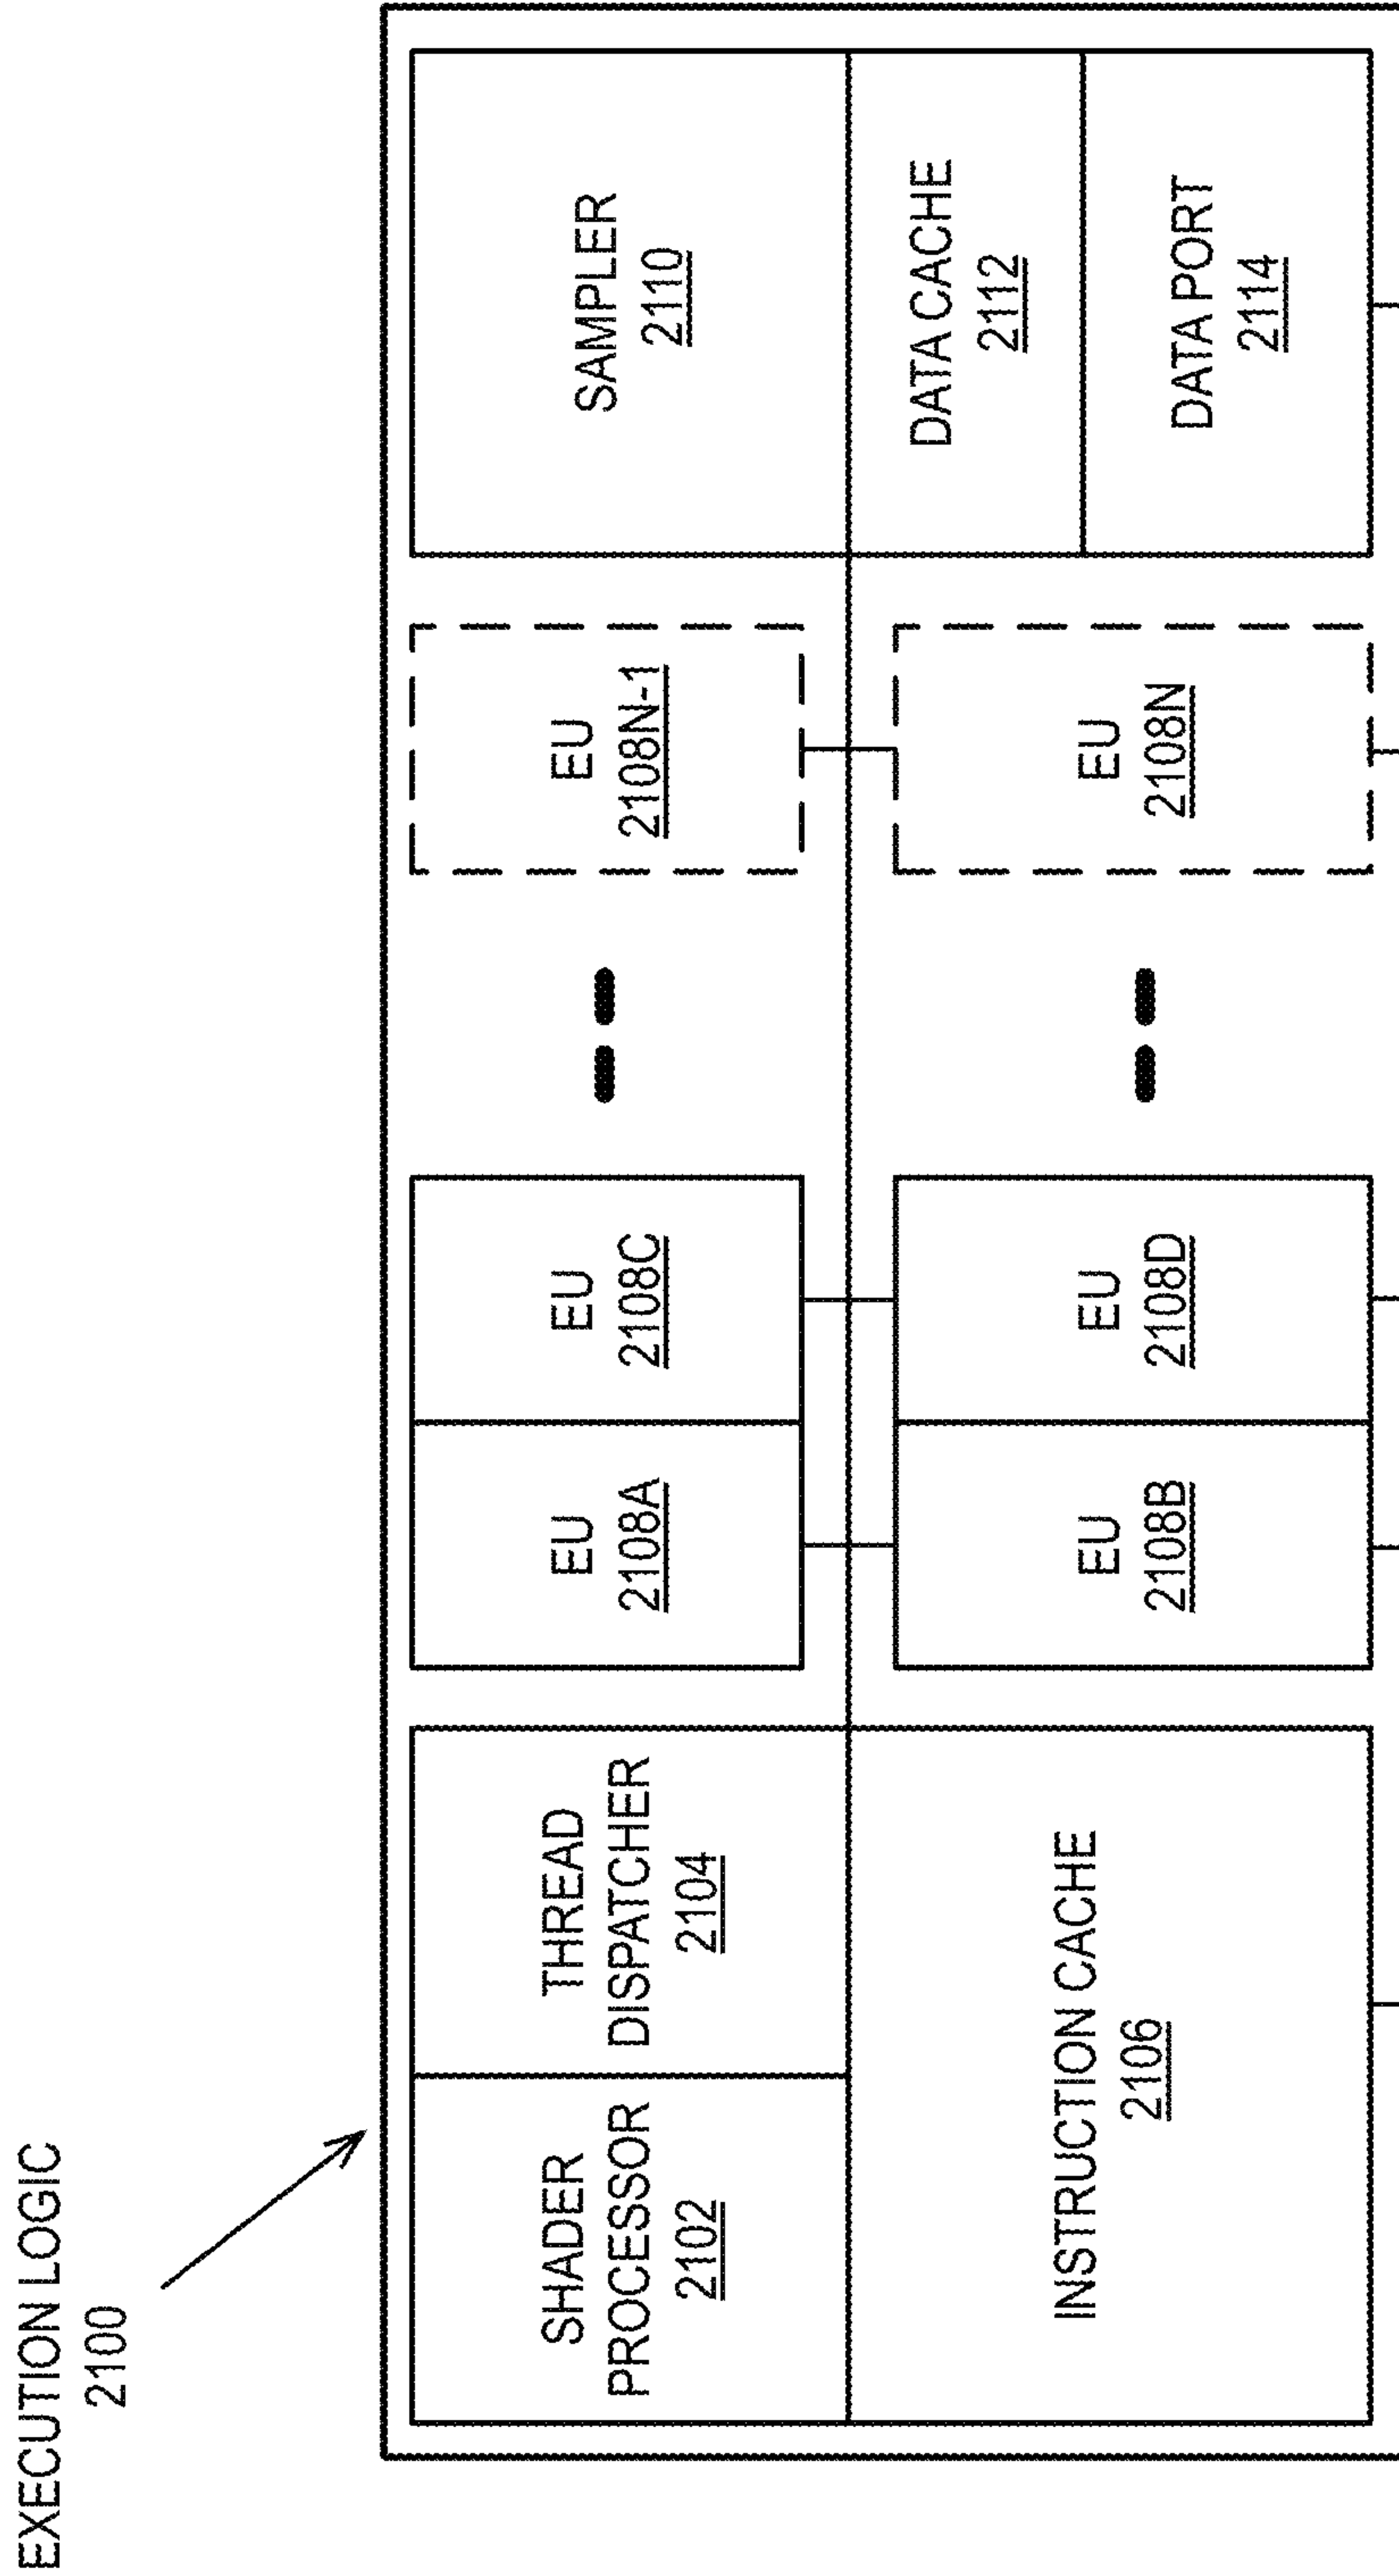 EXECUTION LOGIC
2100
SHADER
PROCESSOR
2102
THREAD
DISPATCHER
2104
INSTRUCTION CACHE
2106
EU
2108A
EU
2108C
EU
2108B
EU
2108D
EU
2108N-1
EU
2108N
SAMPLER
2110
DATA CACHE
2112
DATA PORT
2114